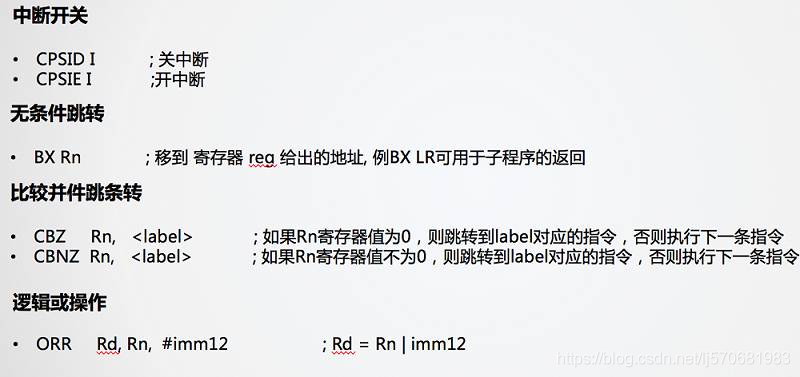 中断开关
• CPSID I ; 关中断
• CPSIE I ;开中断
无条件跳转
• BX Rn ; 移到 寄存器 reg 给出的地址, 例BX LR可用于子程序的返回
比较并件跳条转
• CBZ Rn, <label> ; 如果Rn寄存器值为0，则跳转到label对应的指令，否则执行下一条指令
• CBNZ Rn, <label> ; 如果Rn寄存器值不为0，则跳转到label对应的指令，否则执行下一条指令
逻辑或操作
• ORR Rd, Rn, #imm12 ; Rd = Rn | imm12
https://blog.csdn.net/lj570681983